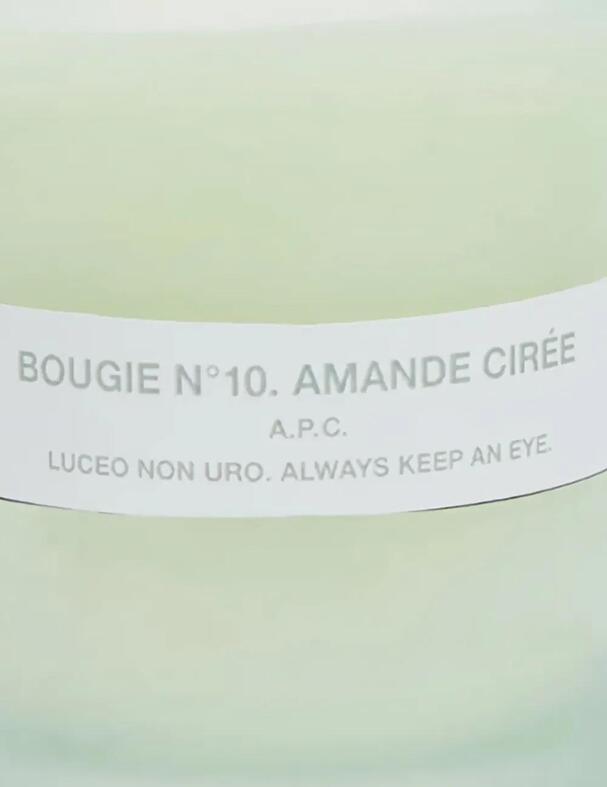 BOUGIE N°10. AMANDE CIRÉE
A.P.C.
LUCEO NON URO. ALWAYS KEEP AN EYE.